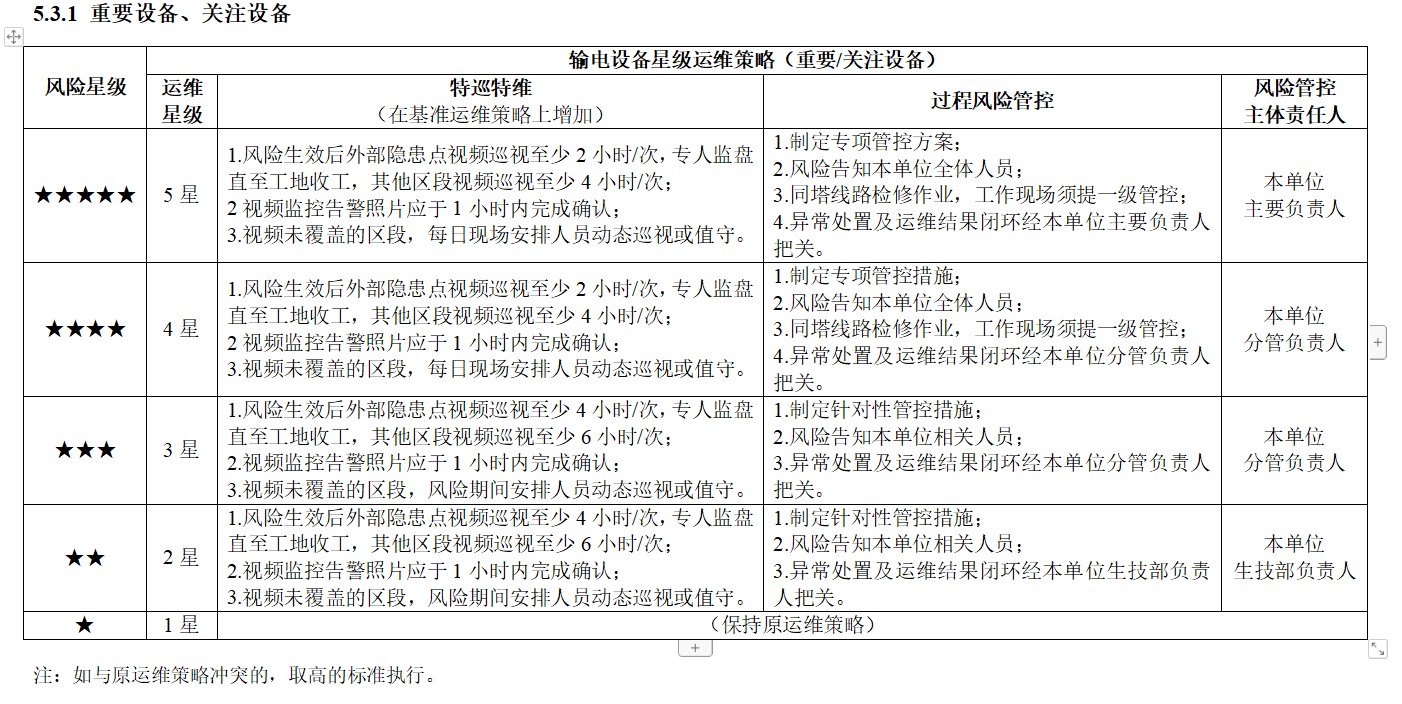 5.3.1 重要设备、关注设备
输电设备星级运维策略（重要/关注设备）
风险星级
运维
星级
特巡特维
（在基准运维策略上增加）
过程风险管控
风险管控
主体责任人
★★★★★
5 星
1.风险生效后外部隐患点视频巡视至少 2 小时/次，专人监盘
直至工地收工，其他区段视频巡视至少 4 小时/次；
2 视频监控告警照片应于 1 小时内完成确认；
3.视频未覆盖的区段，每日现场安排人员动态巡视或值守。
1.制定专项管控方案；
2.风险告知本单位全体人员；
3.同塔线路检修作业，工作现场须提一级管控；
4.异常处置及运维结果闭环经本单位主要负责人
把关。
本单位
主要负责人
★★★★
4 星
1.风险生效后外部隐患点视频巡视至少 2 小时/次，专人监盘
直至工地收工，其他区段视频巡视至少 4 小时/次；
2 视频监控告警照片应于 1 小时内完成确认；
3.视频未覆盖的区段，每日现场安排人员动态巡视或值守。
1.制定专项管控措施；
2.风险告知本单位全体人员；
3.同塔线路检修作业，工作现场须提一级管控；
4.异常处置及运维结果闭环经本单位分管负责人
把关。
本单位
分管负责人
★★★
3 星
1.风险生效后外部隐患点视频巡视至少 4 小时/次，专人监盘
直至工地收工，其他区段视频巡视至少 6 小时/次；
2.视频监控告警照片应于 1 小时内完成确认；
3.视频未覆盖的区段，风险期间安排人员动态巡视或值守。
1.制定针对性管控措施；
2.风险告知本单位相关人员；
3.异常处置及运维结果闭环经本单位分管负责人
把关。
本单位
分管负责人
★★
2 星
1.风险生效后外部隐患点视频巡视至少 4 小时/次，专人监盘
直至工地收工，其他区段视频巡视至少 6 小时/次；
2.视频监控告警照片应于 1 小时内完成确认；
3.视频未覆盖的区段，风险期间安排人员动态巡视或值守。
1.制定针对性管控措施；
2.风险告知本单位相关人员；
3.异常处置及运维结果闭环经本单位生技部负责
人把关。
本单位
生技部负责人
★
1 星
（保持原运维策略）
注：如与原运维策略冲突的，取高的标准执行。